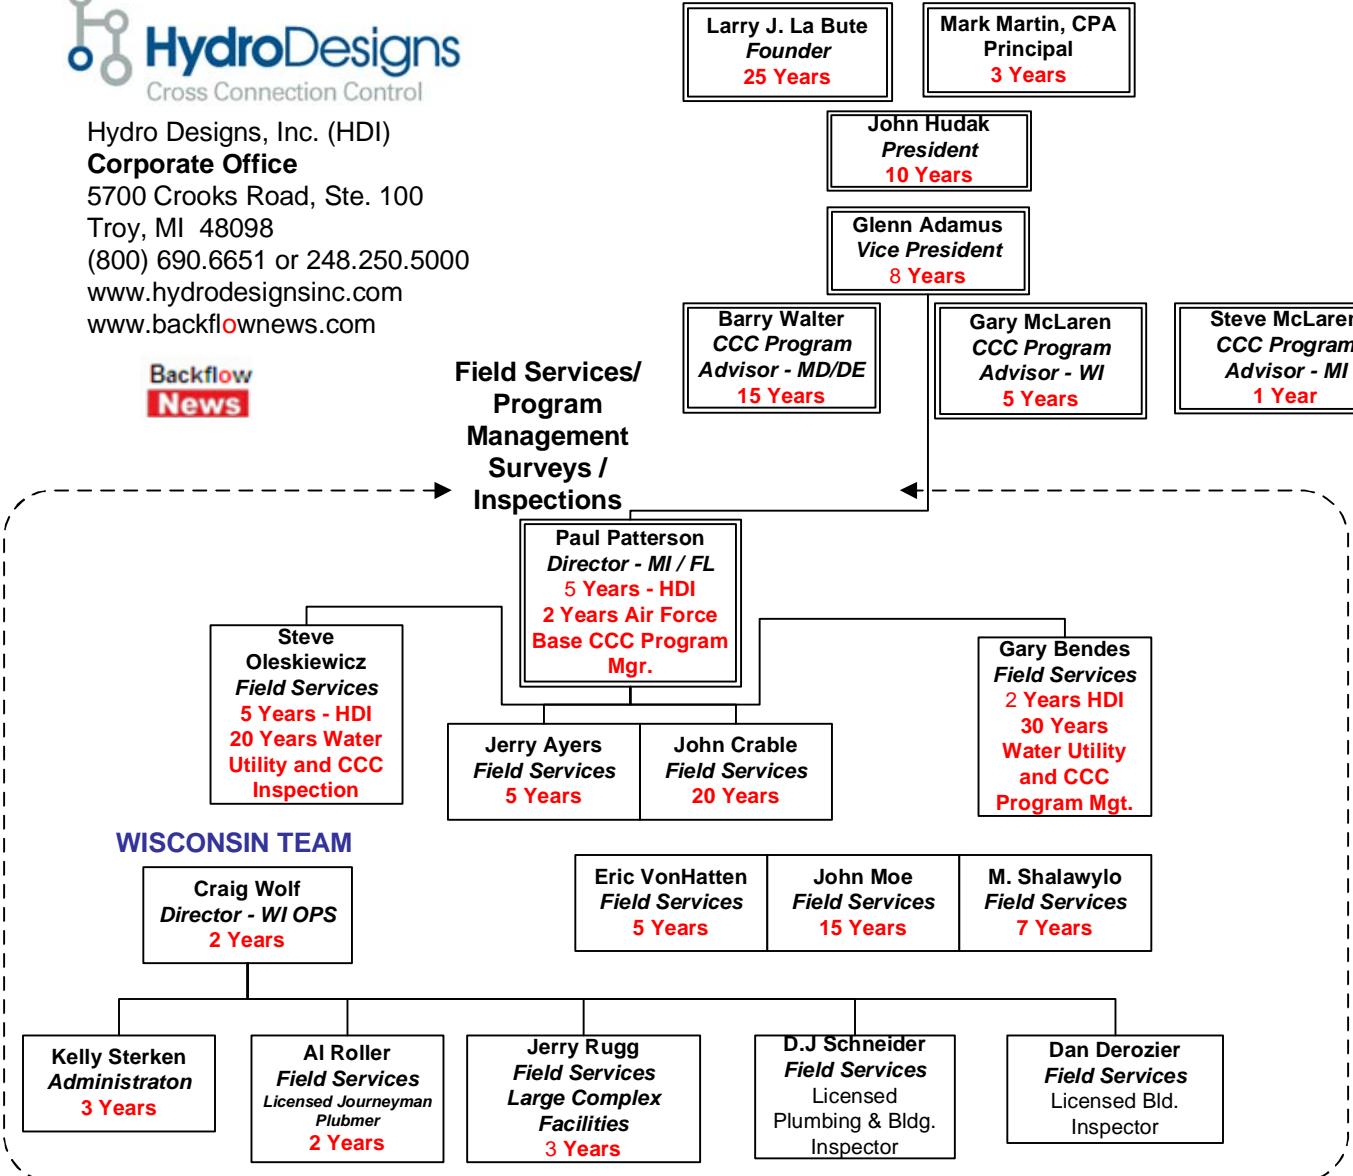 HydroDesigns
Cross Connection Control
Hydro Designs, Inc. (HDI)
Corporate Office
5700 Crooks Road, Ste. 100
Troy, MI  48098
(800) 690.6651 or 248.250.5000
www.hydrodesignsinc.com
www.backflownews.com
Backflow
News
Larry J. La Bute
Founder
25 Years
Mark Martin, CPA
Principal
3 Years
John Hudak
President
10 Years
Glenn Adamus
Vice President
8 Years
Barry Walter
CCC Program
Advisor - MD/DE
15 Years
Gary McLaren
CCC Program
Advisor - WI
5 Years
Steve McLaren
CCC Program
Advisor - MI
1 Year
Field Services/
Program
Management
Surveys /
Inspections
Paul Patterson
Director - MI / FL
5 Years - HDI
2 Years Air Force
Base CCC Program
Mgr.
Steve
Oleskiewicz
Field Services
5 Years - HDI
20 Years Water
Utility and CCC
Inspection
Jerry Ayers
Field Services
5 Years
John Crable
Field Services
20 Years
Gary Bendes
Field Services
2 Years HDI
30 Years
Water Utility
and CCC
Program Mgt.
WISCONSIN TEAM
Craig Wolf
Director - WI OPS
2 Years
Eric VonHatten
Field Services
5 Years
John Moe
Field Services
15 Years
M. Shalawylo
Field Services
7 Years
Kelly Sterken
Administraton
3 Years
Al Roller
Field Services
Licensed Journeyman
Plubmer
2 Years
Jerry Rugg
Field Services
Large Complex
Facilities
3 Years
D.J Schneider
Field Services
Licensed
Plumbing & Bldg.
Inspector
Dan Derozier
Field Services
Licensed Bld.
Inspector